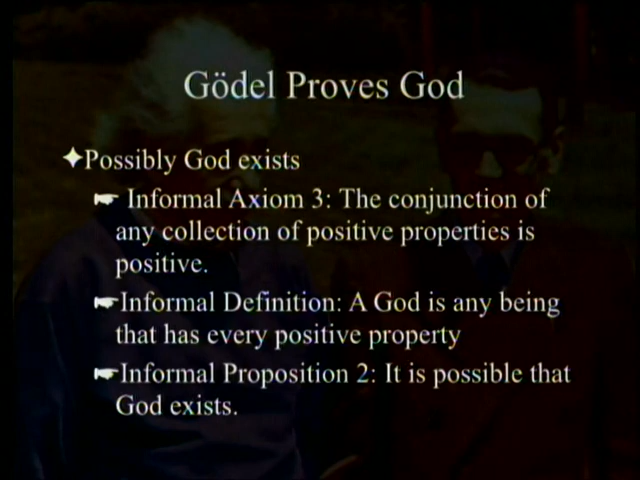 Gödel Proves God
Possibly God exists
Informal Axiom 3: The conjunction of
any collection of positive properties is
positive.
Informal Definition: A God is any being
that has every positive property
Informal Proposition 2: It is possible that
God exists.